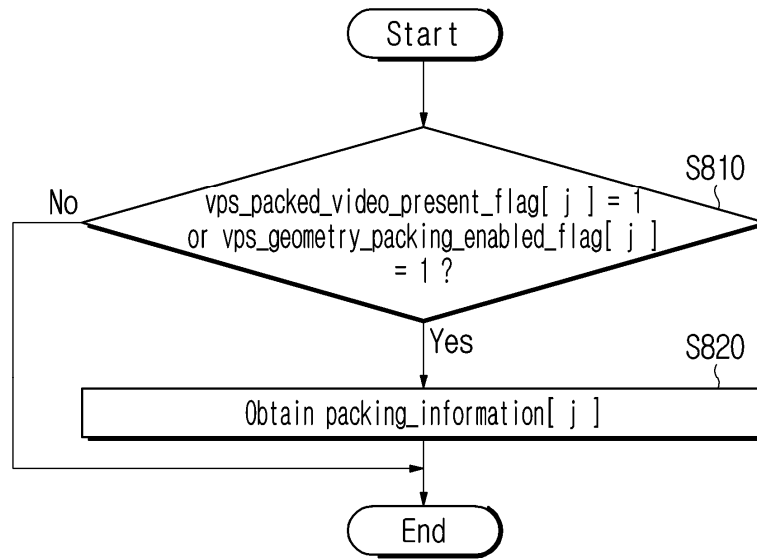 Start
S810
No
vps_packed_video_present_flag[ j ] = 1
or vps_geometry_packing_enabled_flag[ j ]
= 1 ?
Yes
S820
Obtain packing_information[ j ]
End